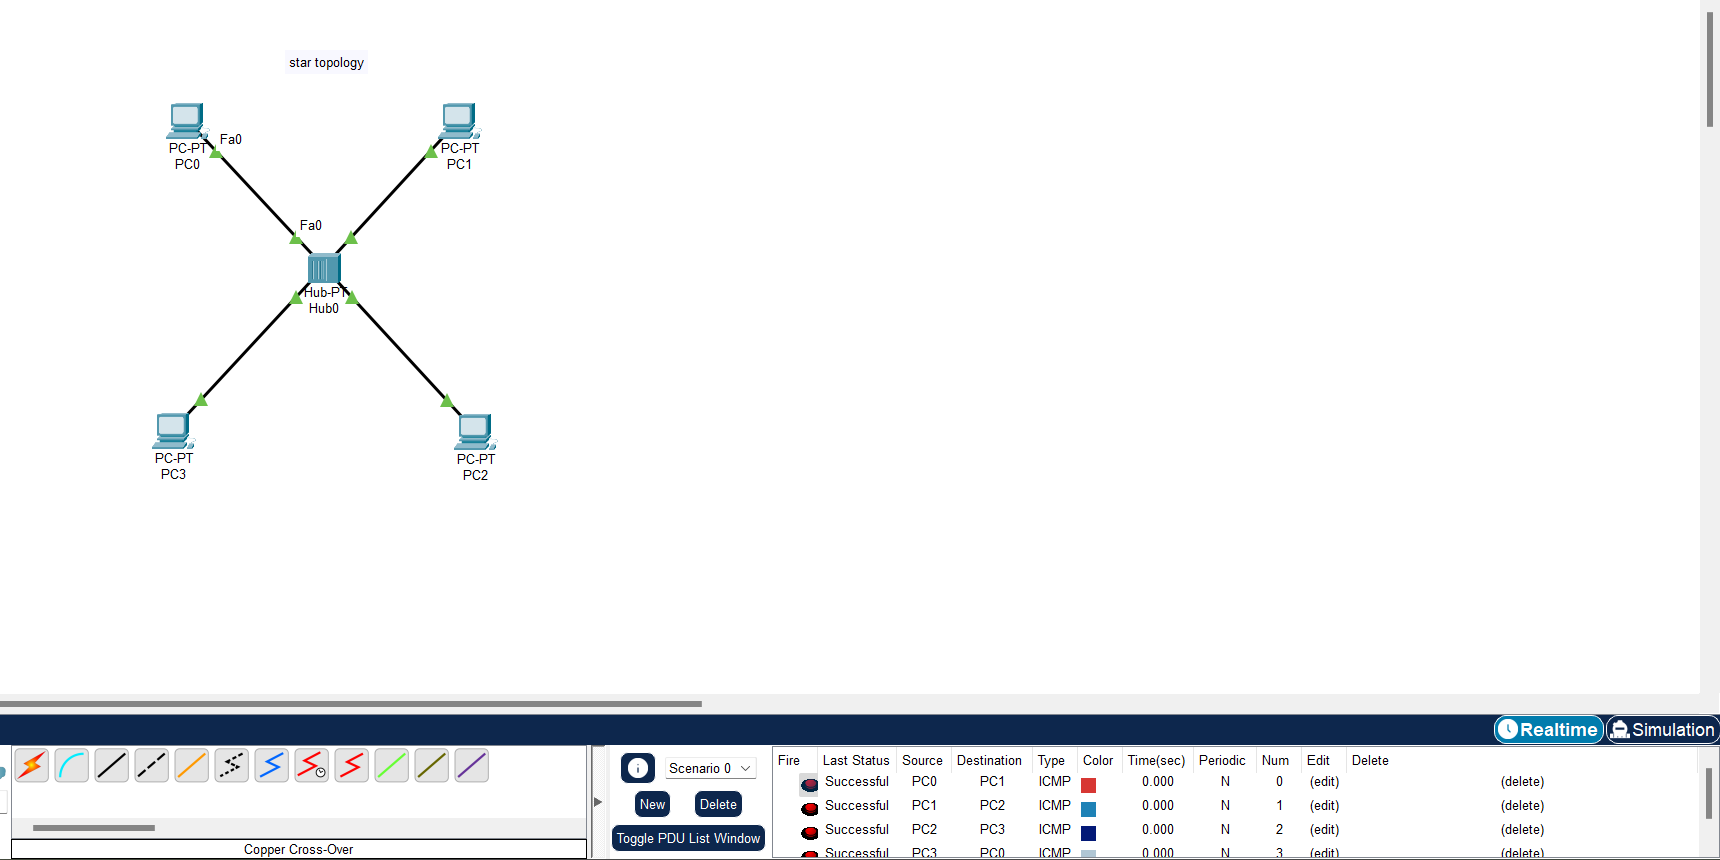 star topology
Fa0
PC-PT
PC0
PC-PT
PC1
Fa0
Hub-PT
Hub0
PC-PT
PC3
PC-PT
PC2
Realtime
Simulation
Scenario 0
New
Delete
Toggle PDU List Window
Copper Cross-Over
Fire Last Status Source Destination Type Color Time(sec) Periodic Num Edit Delete
Successful PC0 PC1 ICMP 0.000 N 0 (edit) (delete)
Successful PC1 PC2 ICMP 0.000 N 1 (edit) (delete)
Successful PC2 PC3 ICMP 0.000 N 2 (edit) (delete)
Successful PC3 PC0 ICMP 0.000 N 3 (edit) (delete)